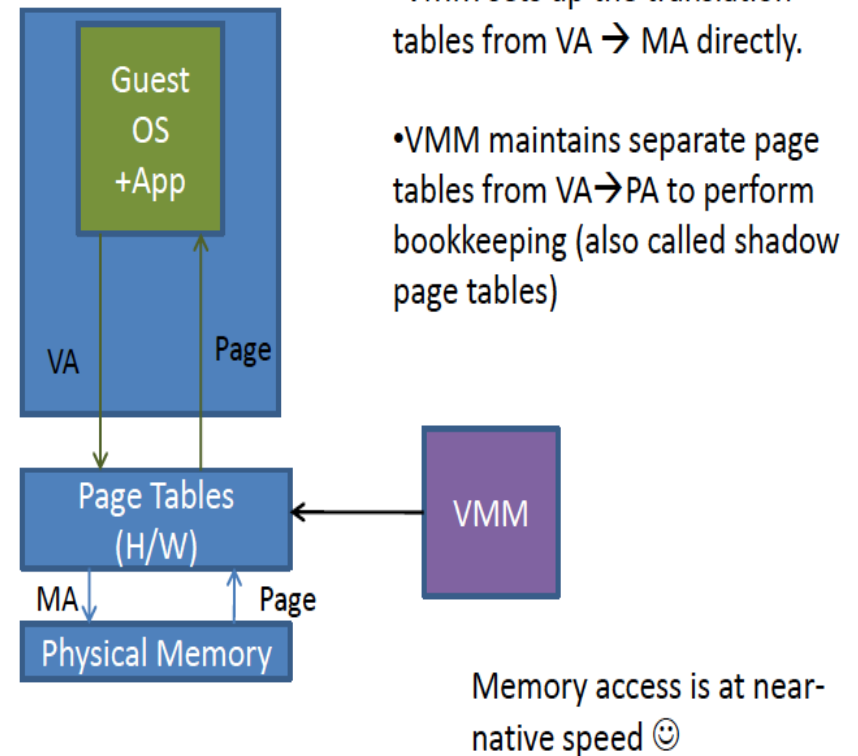 tables from VA → MA directly.
•VMM maintains separate page
tables from VA→PA to perform
bookkeeping (also called shadow
page tables)
Guest
OS
+App
VA
Page
Page Tables
(H/W)
VMM
MA
Page
Physical Memory
Memory access is at near-
native speed ☺